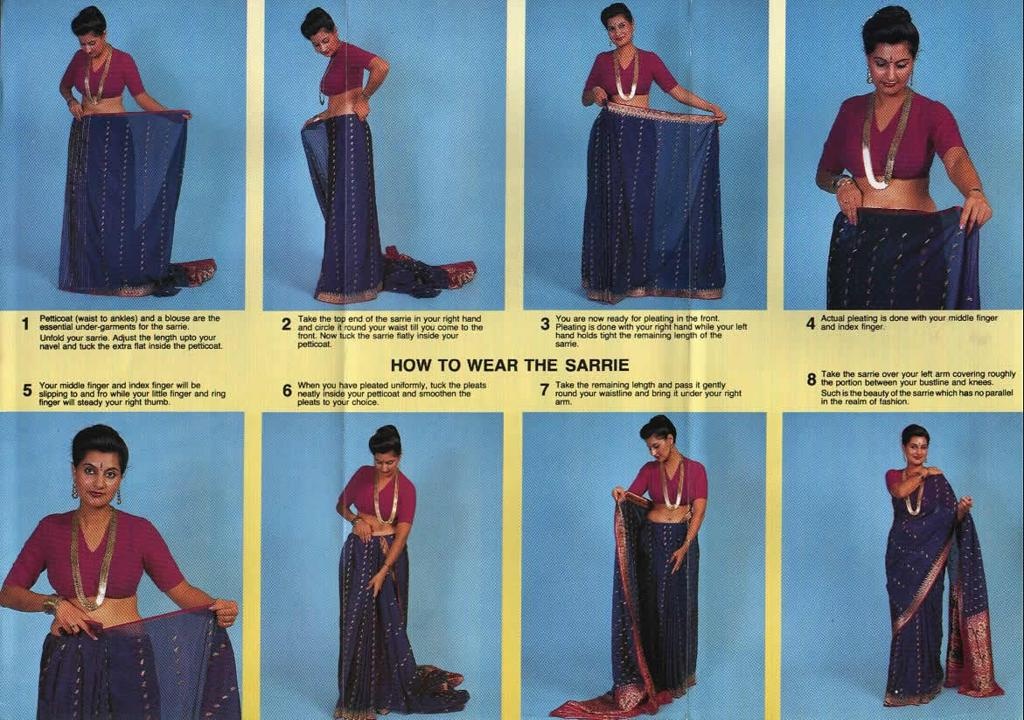 1 Petticoat (waist to ankles) and a blouse are the
essential under-garments for the sarrie.
Unfold your sarrie. Adjust the length upto your
navel and tuck the extra flat inside the petticoat.
2 Take the top end of the sarrie in your right hand
and circle it round your waist till you come to the
front. Now tuck the sarrie flatly inside your
petticoat.
3 You are now ready for pleating in the front.
Pleating is done with your right hand while your left
hand holds tight the remaining length of the
sarrie.
4 Actual pleating is done with your middle finger
and index finger.
HOW TO WEAR THE SARRIE
5 Your middle finger and index finger will be
slipping to and fro while your little finger and ring
finger will steady your right thumb.
6 When you have pleated uniformly, tuck the pleats
neatly inside your petticoat and smoothen the
pleats to your choice.
7 Take the remaining length and pass it gently
round your waistline and bring it under your right
arm.
8 Take the sarrie over your left arm covering roughly
the portion between your bustline and knees.
Such is the beauty of the sarrie which has no parallel
in the realm of fashion.